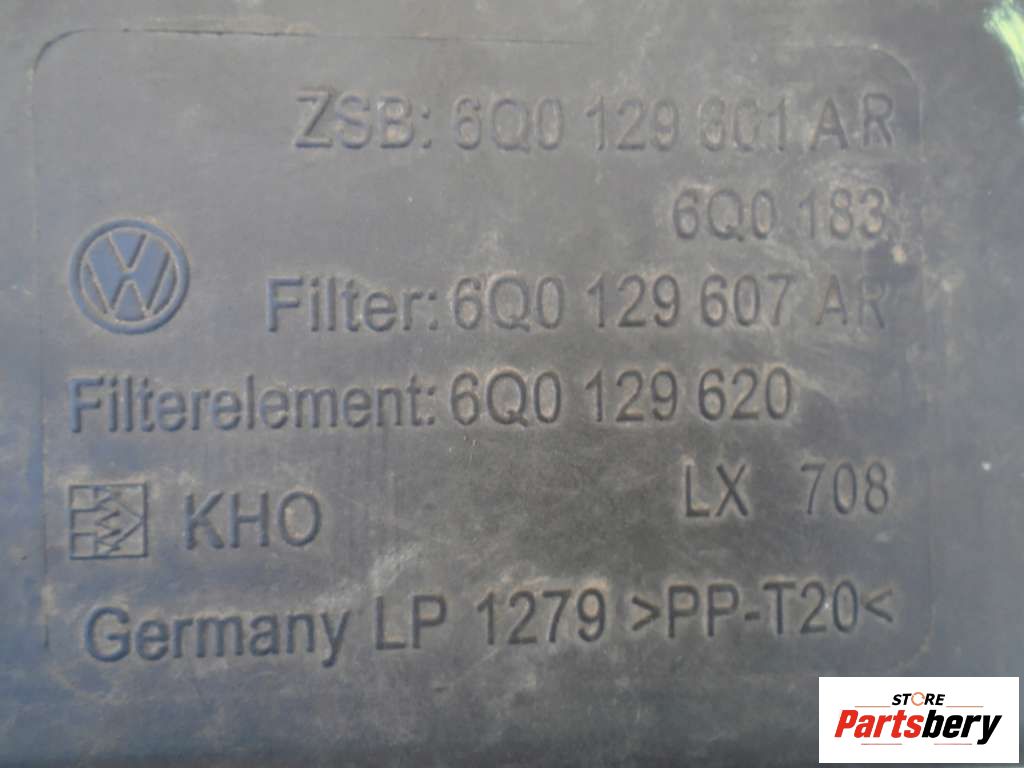 ZSB: 6Q0 129 601 AR
6Q0 183
VW
Filter: 6Q0 129 607 AR
Filterelement: 6Q0 129 620
KHO
LX 708
Germany LP 1279 >PP-T20<
STORE
Partsbery